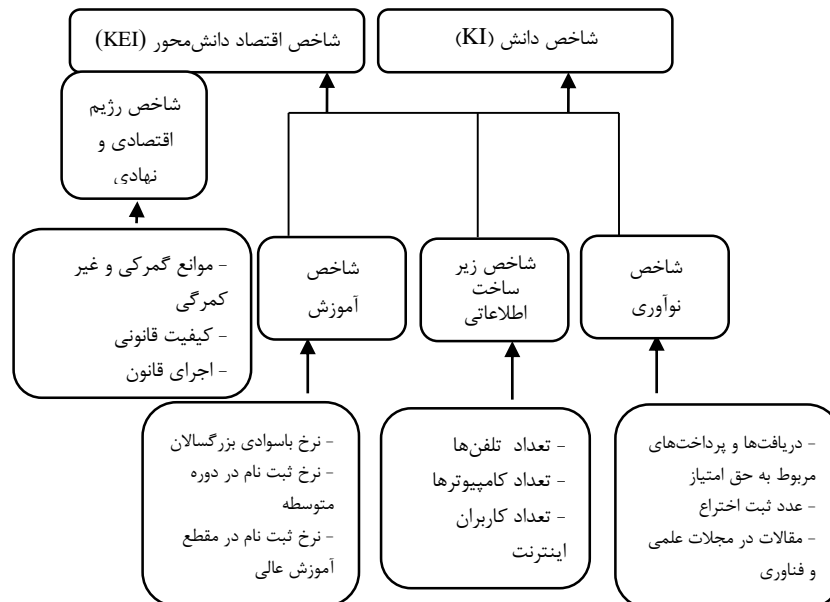 شاخص دانش (KI)
شاخص اقتصاد دانش‌محور (KEI)
شاخص رژیم
اقتصادی و
نهادی
شاخص
نوآوری
شاخص زیر
ساخت
اطلاعاتی
شاخص
آموزش
- موانع گمرکی و غیر
کمرگی
- کیفیت قانونی
- اجرای قانون
- دریافت‌ها و پرداخت‌های
مربوط به حق امتیاز
- عدد ثبت اختراع
- مقالات در مجلات علمی
و فناوری
- تعداد تلفن‌ها
- تعداد کامپیوترها
- تعداد کاربران
اینترنت
- نرخ باسوادی بزرگسالان
- نرخ ثبت نام در دوره
متوسطه
- نرخ ثبت نام در مقطع
آموزش عالی